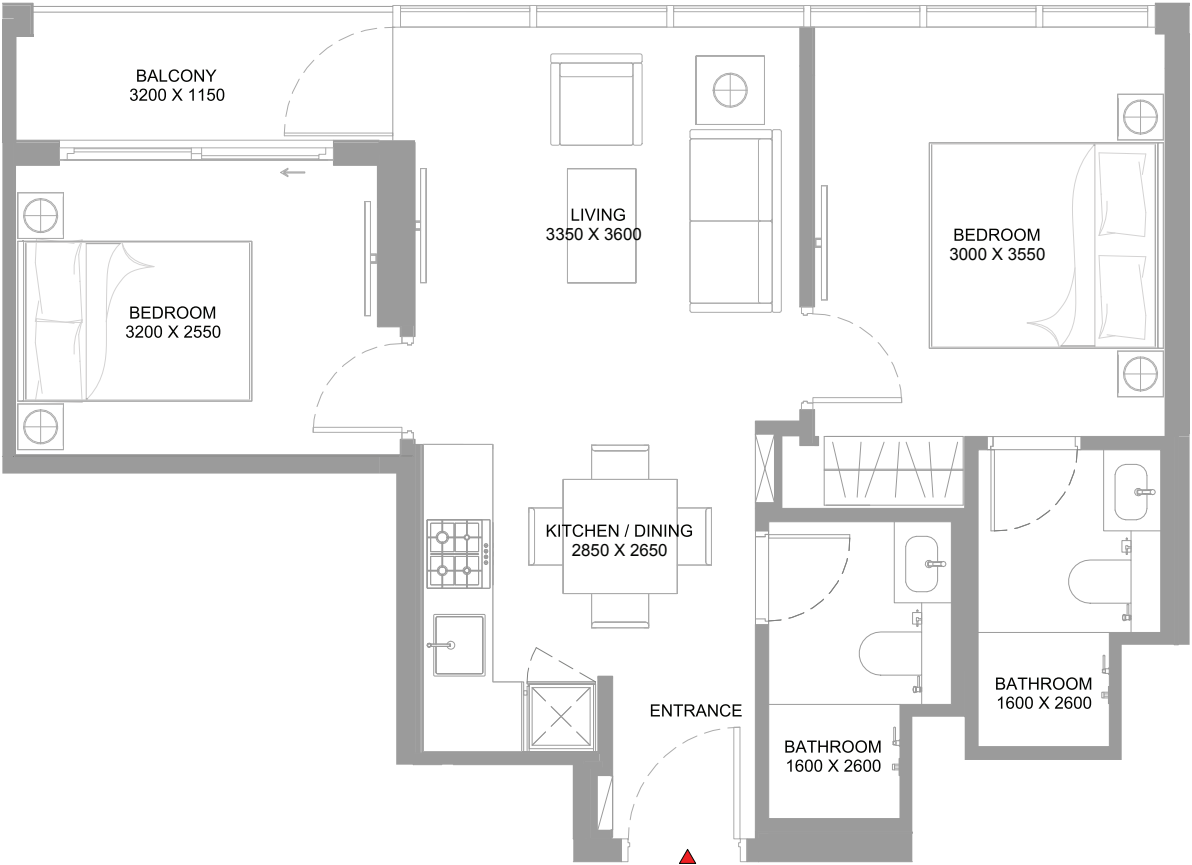 BALCONY
3200 X 1150
LIVING
3350 X 3600
BEDROOM
3000 X 3550
BEDROOM
3200 X 2550
KITCHEN / DINING
2850 X 2650
ENTRANCE
BATHROOM
1600 X 2600
BATHROOM
1600 X 2600